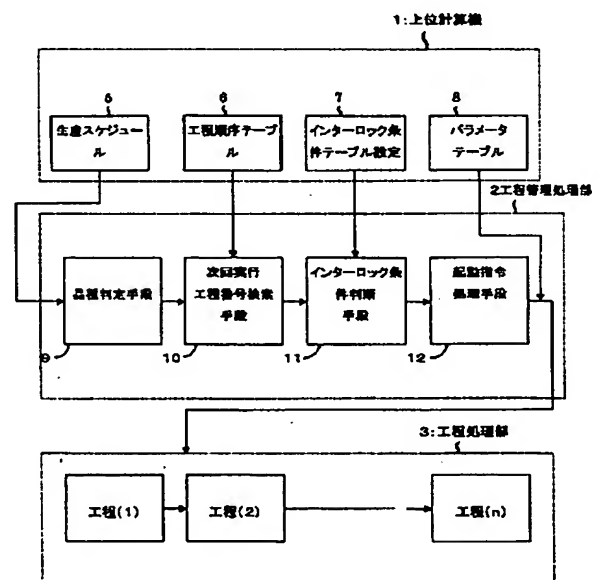 1:上位計算機
5
6
7
8
生産スケジュー
ル
工程順序テーブ
ル
インターロック条
件テーブル設定
パラメータ
テーブル
2工程管理処理部
品種判定手段
次回実行
工程番号検索
手段
インターロック条
件判断
手段
起動指令
処理手段
9
10
11
12
3:工程処理部
工程(1)
工程(2)
工程(n)